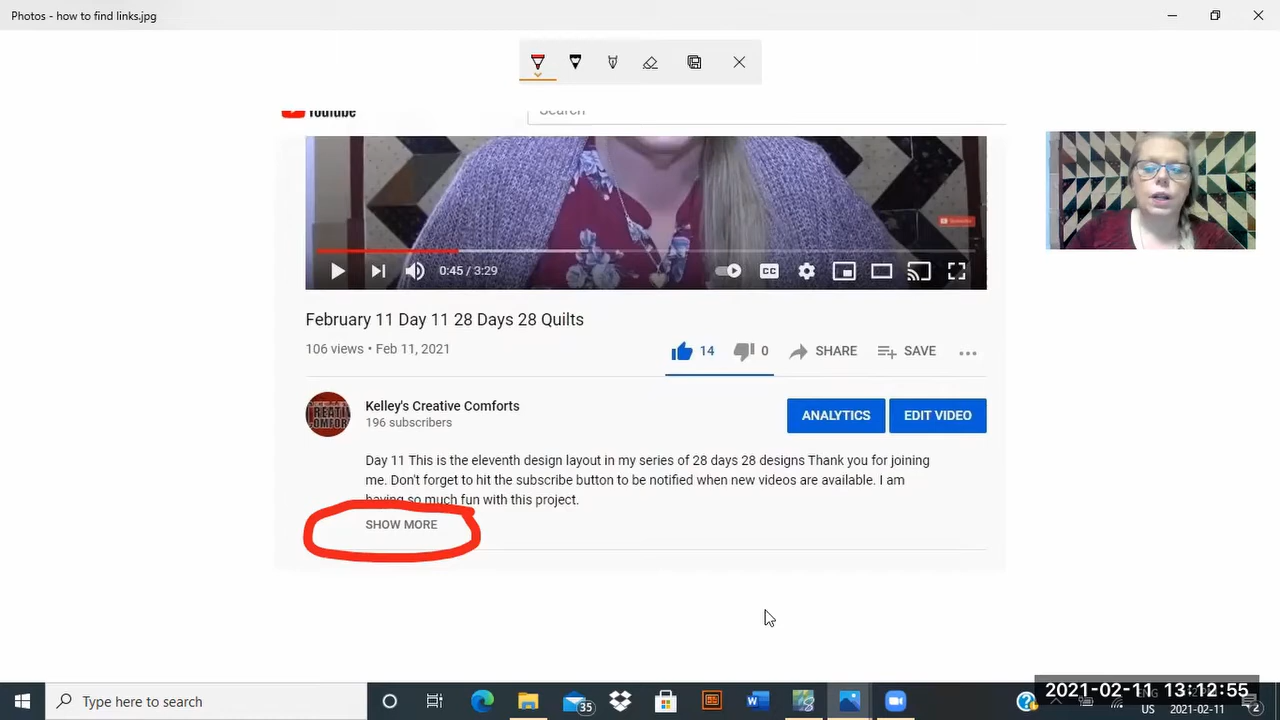 Photos - how to find links.jpg
YouTube
Search
0:45 / 3:29
CC
February 11 Day 11 28 Days 28 Quilts
106 views • Feb 11, 2021
14
0
SHARE
SAVE
Kelley's Creative Comforts
196 subscribers
ANALYTICS
EDIT VIDEO
Day 11 This is the eleventh design layout in my series of 28 days 28 designs Thank you for joining
me. Don't forget to hit the subscribe button to be notified when new videos are available. I am
having so much fun with this project.
SHOW MORE
Type here to search
35
2021-02-11 13:12:55
ENG
US
2021-02-11
2